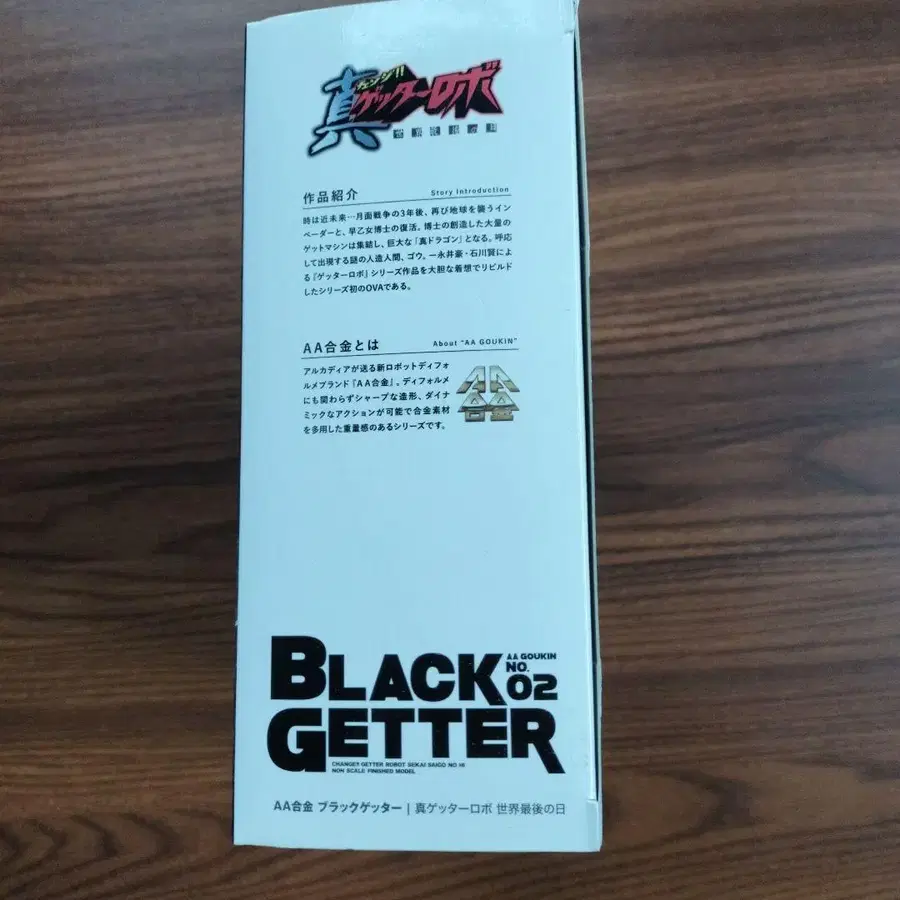 チェンジ!!
真ゲッターロボ
世界最後の日
作品紹介 Story Introduction
時は近未来…月面戦争の3年後、再び地球を襲うイン
ベーダーと、早乙女博士の復活。博士の創造した大量の
ゲットマシンは集結し、巨大な「真ドラゴン」となる。呼応
して出現する謎の人造人間、ゴウ。―永井豪・石川賢によ
る『ゲッターロボ』シリーズ作品を大胆な着想でリビルド
したシリーズ初のOVAである。
AA合金とは About "AA GOUKIN"
アルカディアが送る新ロボットディフォ
ルメブランド『AA合金』。ディフォルメ
にも関わらずシャープな造形、ダイナ
ミックなアクションが可能で合金素材
を多用した重量感のあるシリーズです。
AA
合金
BLACK AA GOUKIN
NO.
02
GETTER
CHANGE!! GETTER ROBOT SEKAI SAIGO NO HI
NON SCALE FINISHED MODEL
AA合金 ブラックゲッター | 真ゲッターロボ 世界最後の日